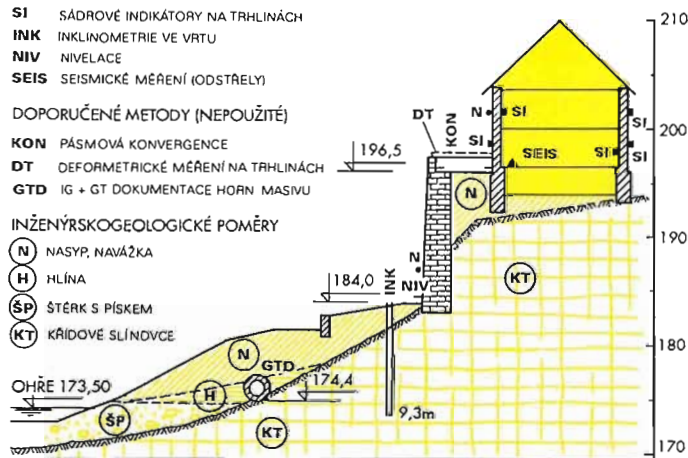 SI SÁDROVÉ INDIKÁTORY NA TRHLINÁCH
INK INKLINOMETRIE VE VRTU
NIV NIVELACE
SEIS SEISMICKÉ MĚŘENÍ (ODSTŘELY)
DOPORUČENÉ METODY (NEPOUŽITÉ)
KON PÁSMOVÁ KONVERGENCE
DT DEFORMETRICKÉ MĚŘENÍ NA TRHLINÁCH
GTD IG + GT DOKUMENTACE HORN MASIVU
INŽENÝRSKOGEOLOGICKÉ POMĚRY
N NASYP, NAVÁŽKA
H HLÍNA
ŠP ŠTĚRK S PÍSKEM
KT KŘÍDOVÉ SLÍNOVCE
OHŘE 173,50
196,5
184,0
174,4
9,3m
DT
KON
N
SI
SI
SEIS
SI
SI
SI
N
N
NIV
INK
KT
N
GTD
H
ŠP
KT
210
200
190
180
170